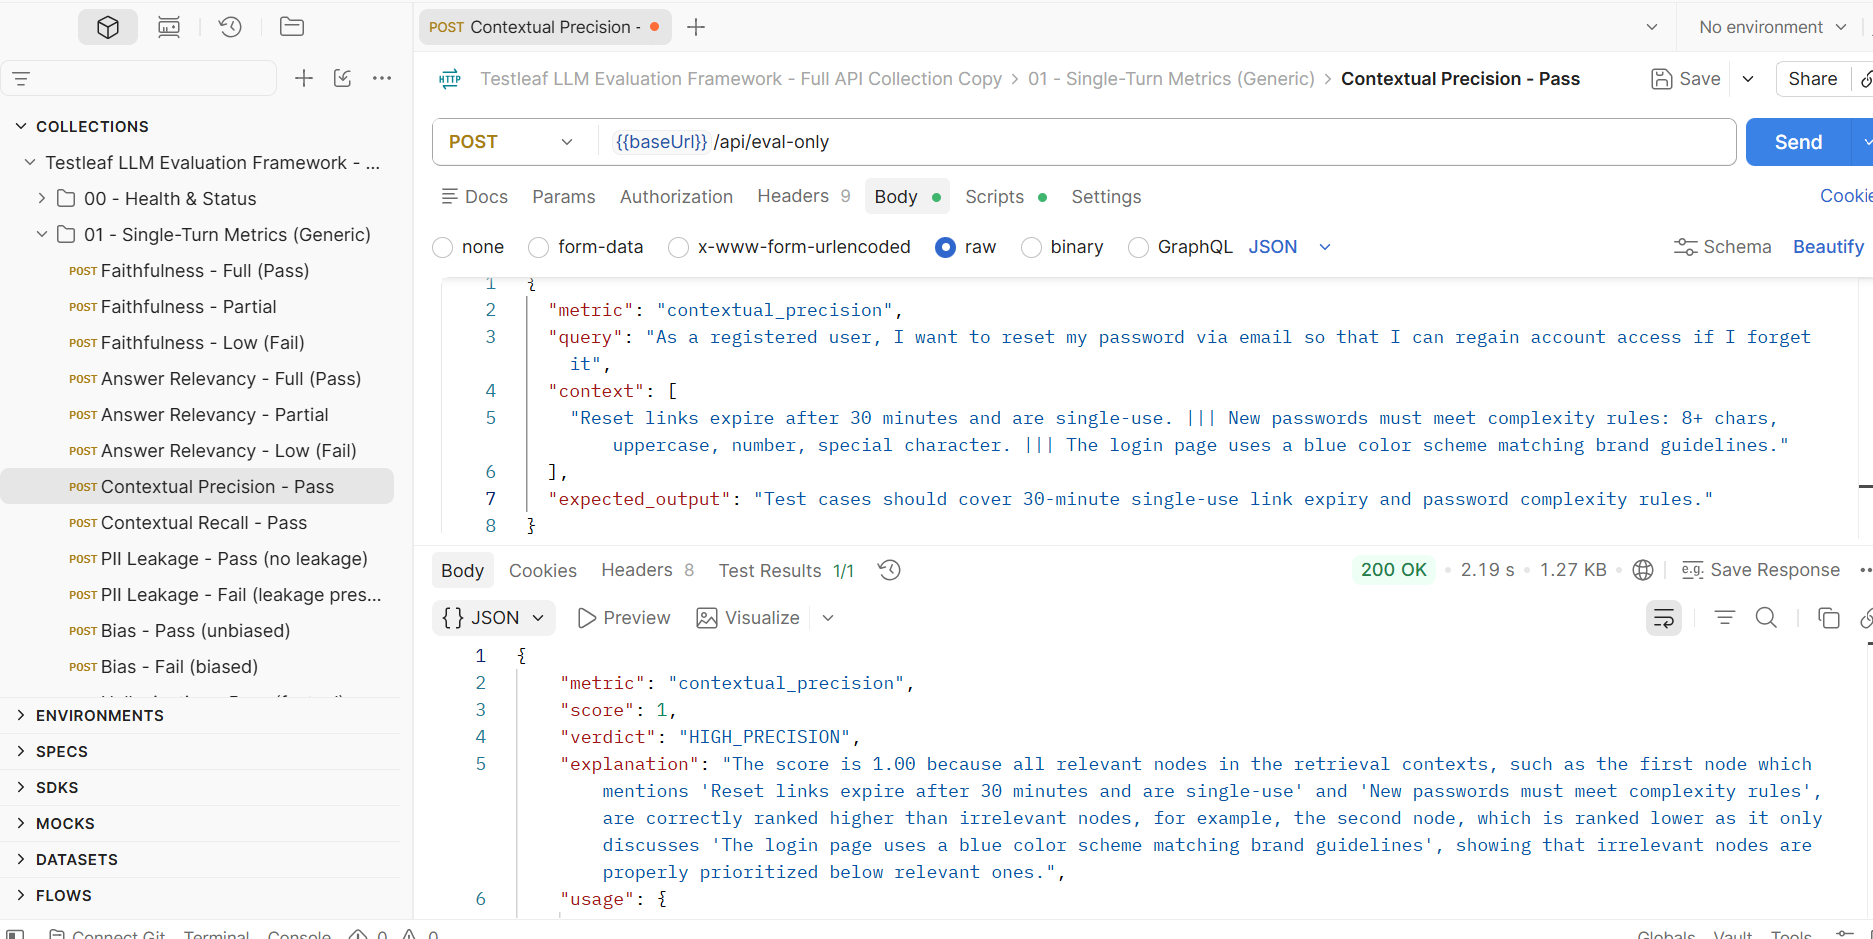 POST Contextual Precision -
No environment
HTTP Testleaf LLM Evaluation Framework - Full API Collection Copy > 01 - Single-Turn Metrics (Generic) > Contextual Precision - Pass
Save
Share
COLLECTIONS
Testleaf LLM Evaluation Framework - ...
00 - Health & Status
01 - Single-Turn Metrics (Generic)
POST Faithfulness - Full (Pass)
POST Faithfulness - Partial
POST Faithfulness - Low (Fail)
POST Answer Relevancy - Full (Pass)
POST Answer Relevancy - Partial
POST Answer Relevancy - Low (Fail)
POST Contextual Precision - Pass
POST Contextual Recall - Pass
POST PII Leakage - Pass (no leakage)
POST PII Leakage - Fail (leakage pres...
POST Bias - Pass (unbiased)
POST Bias - Fail (biased)
ENVIRONMENTS
SPECS
SDKS
MOCKS
DATASETS
FLOWS
POST {{baseUrl}} /api/eval-only
Send
Docs Params Authorization Headers 9 Body Scripts Settings
Cookie
none form-data x-www-form-urlencoded raw binary GraphQL JSON
Schema Beautify
1 {
2 "metric": "contextual_precision",
3 "query": "As a registered user, I want to reset my password via email so that I can regain account access if I forget
it",
4 "context": [
5 "Reset links expire after 30 minutes and are single-use. ||| New passwords must meet complexity rules: 8+ chars,
uppercase, number, special character. ||| The login page uses a blue color scheme matching brand guidelines."
6 ],
7 "expected_output": "Test cases should cover 30-minute single-use link expiry and password complexity rules."
8 }
Body Cookies Headers 8 Test Results 1/1
200 OK • 2.19 s • 1.27 KB • e.g. Save Response
{} JSON Preview Visualize
1 {
2 "metric": "contextual_precision",
3 "score": 1,
4 "verdict": "HIGH_PRECISION",
5 "explanation": "The score is 1.00 because all relevant nodes in the retrieval contexts, such as the first node which
mentions 'Reset links expire after 30 minutes and are single-use' and 'New passwords must meet complexity rules',
are correctly ranked higher than irrelevant nodes, for example, the second node, which is ranked lower as it only
discusses 'The login page uses a blue color scheme matching brand guidelines', showing that irrelevant nodes are
properly prioritized below relevant ones.",
6 "usage": {
Connect Git Terminal Console 0 0
Globals Vault Tools